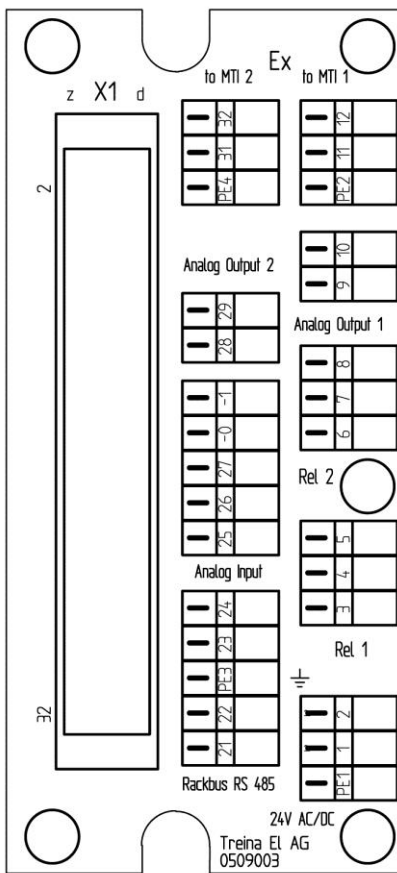 Ex
to MTI 2
to MTI 1
z X1 d
2
32
32
31
PE4
12
11
PE2
10
9
Analog Output 2
29
28
Analog Output 1
8
7
6
-1
-0
27
26
25
Rel 2
Analog Input
5
4
3
24
23
PE3
22
21
Rel 1
2
1
PE1
Rackbus RS 485
24V AC/DC
Treina El AG
0509003